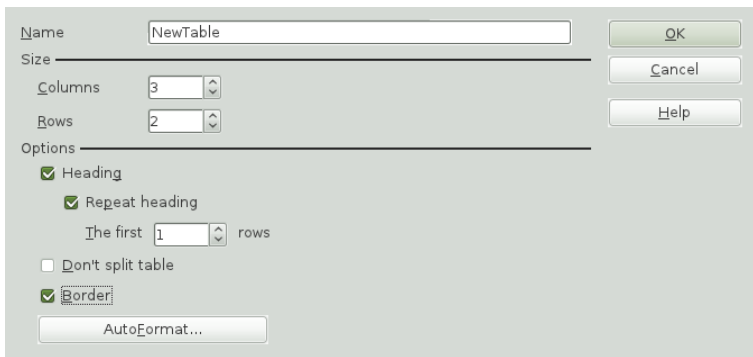 Name NewTable OK
Size
Cancel
Columns 3
Help
Rows 2
Options
Heading
Repeat heading
The first 1 rows
Don't split table
Border
AutoFormat...